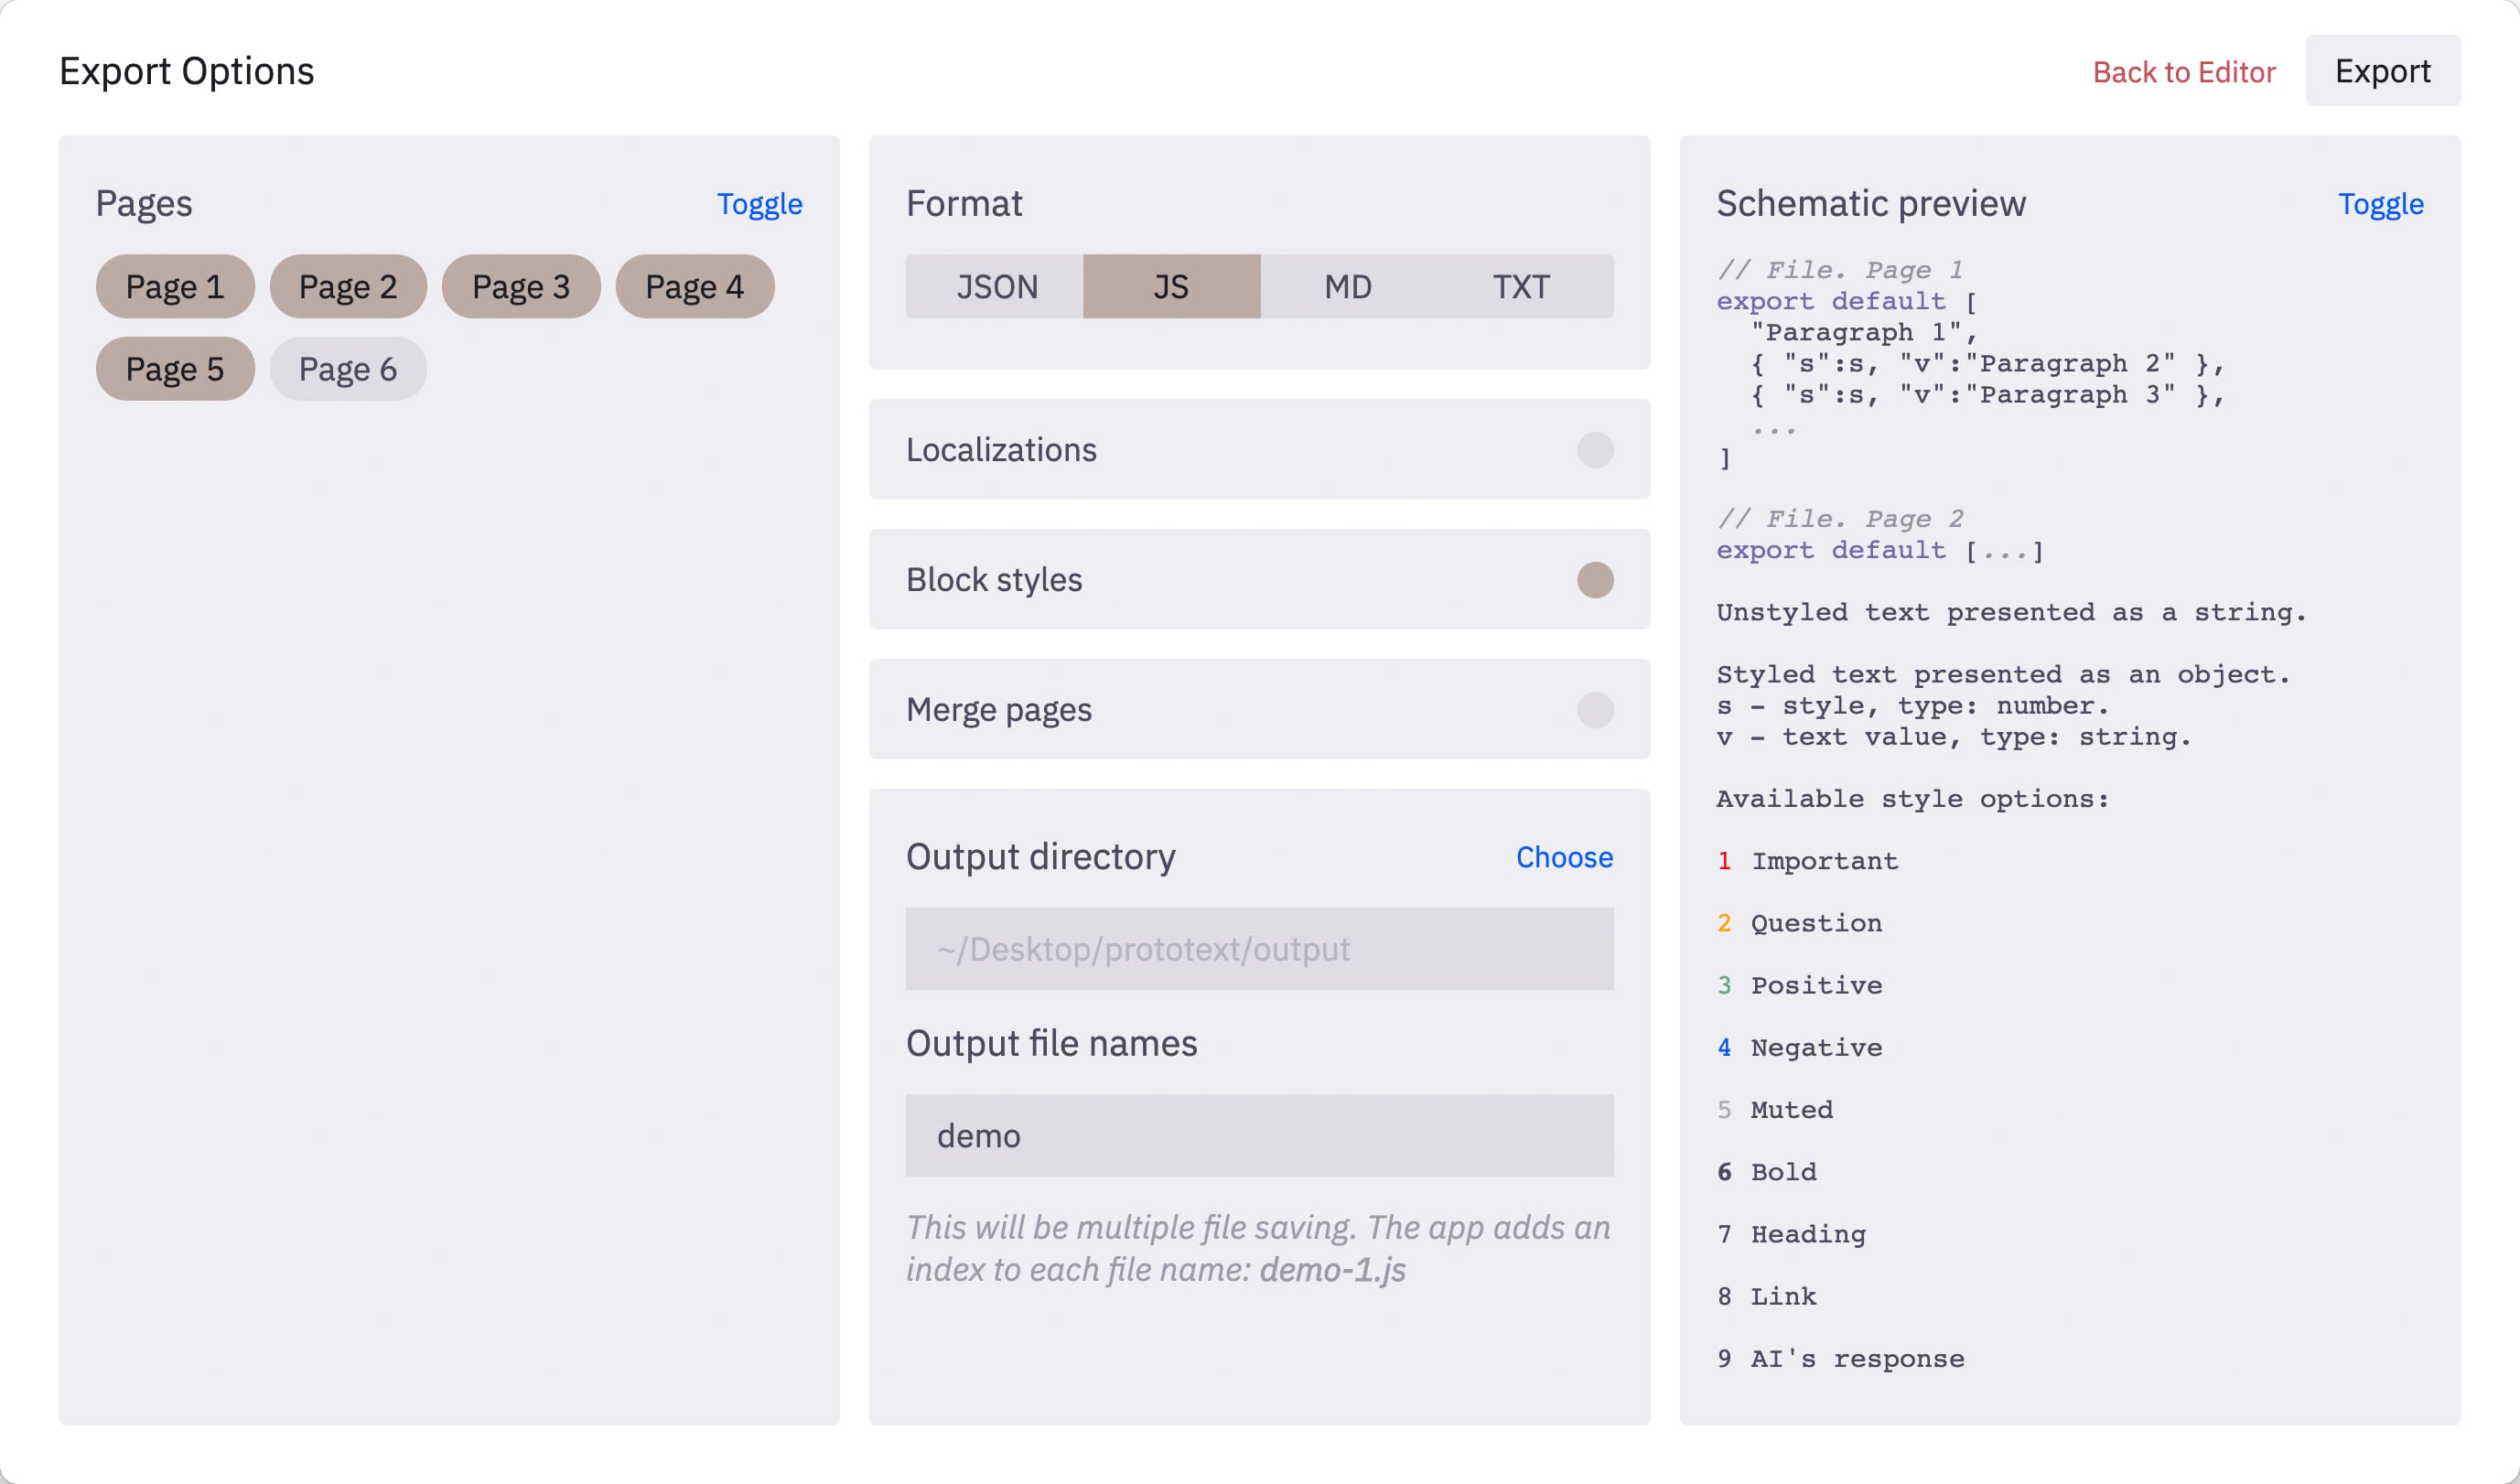 Export Options
Back to Editor
Export
Pages
Toggle
Page 1
Page 2
Page 3
Page 4
Page 5
Page 6
Format
JSON
JS
MD
TXT
Localizations
Block styles
Merge pages
Output directory
Choose
~/Desktop/prototext/output
Output file names
demo
This will be multiple file saving. The app adds an
index to each file name: demo-1.js
Schematic preview
Toggle
// File. Page 1
export default [
"Paragraph 1",
{ "s":s, "v":"Paragraph 2" },
{ "s":s, "v":"Paragraph 3" },
...
]
// File. Page 2
export default [...]
Unstyled text presented as a string.
Styled text presented as an object.
s – style, type: number.
v – text value, type: string.
Available style options:
1 Important
2 Question
3 Positive
4 Negative
5 Muted
6 Bold
7 Heading
8 Link
9 AI's response